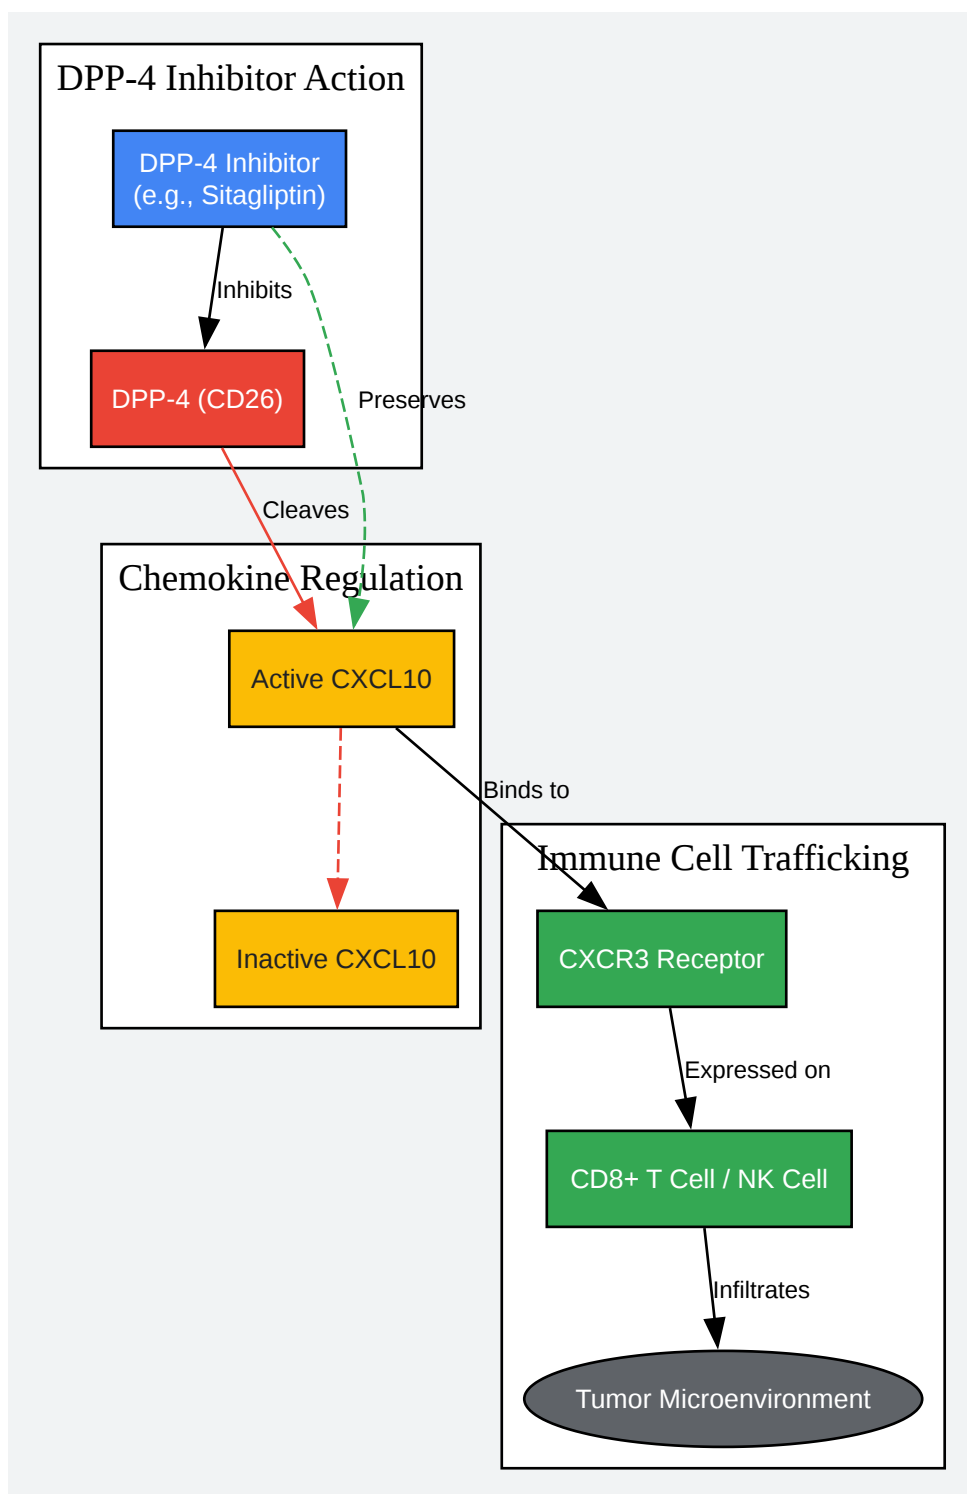 DPP-4 Inhibitor Action
DPP-4 Inhibitor
(e.g., Sitagliptin)
Inhibits
DPP-4 (CD26)
Preserves
Cleaves
Chemokine Regulation
Active CXCL10
Binds to
Immune Cell Trafficking
Inactive CXCL10
CXCR3 Receptor
Expressed on
CD8+ T Cell / NK Cell
Infiltrates
Tumor Microenvironment